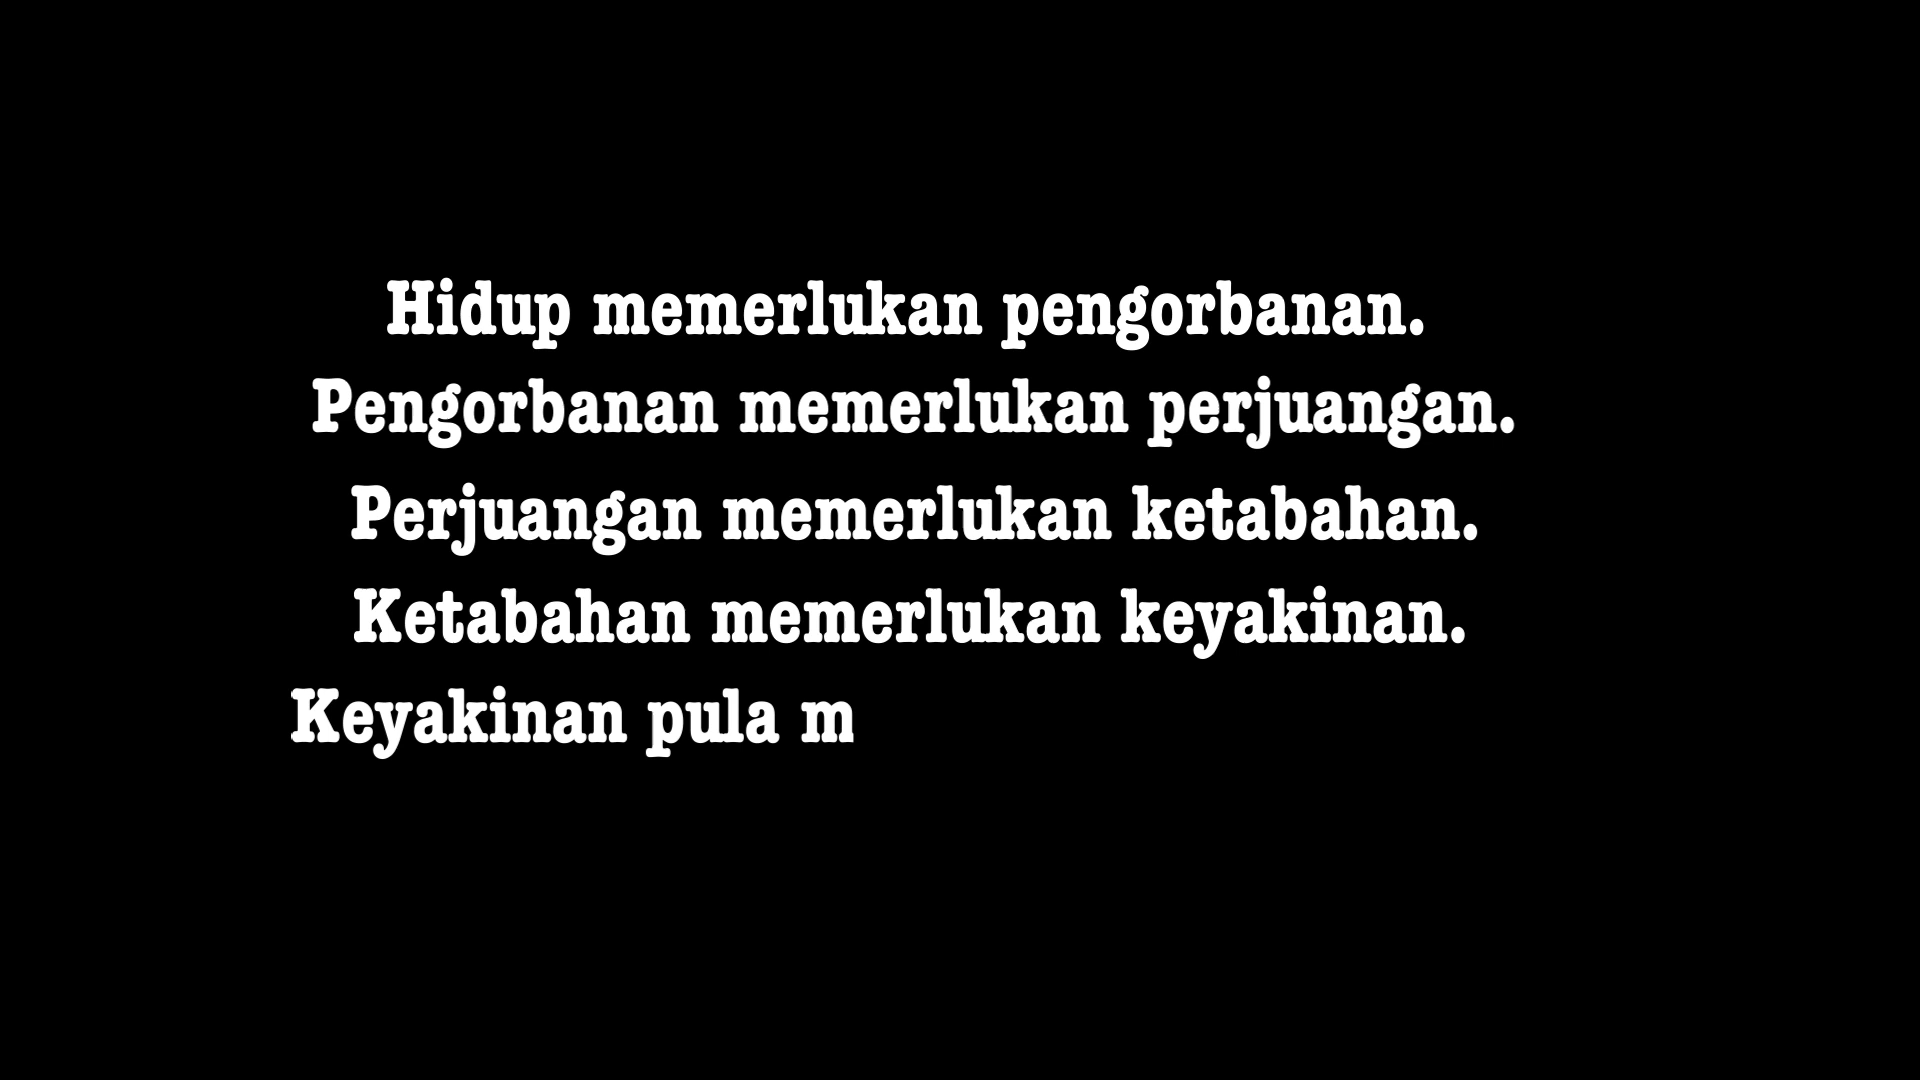 Hidup memerlukan pengorbanan.
Pengorbanan memerlukan perjuangan.
Perjuangan memerlukan ketabahan.
Ketabahan memerlukan keyakinan.
Keyakinan pula m